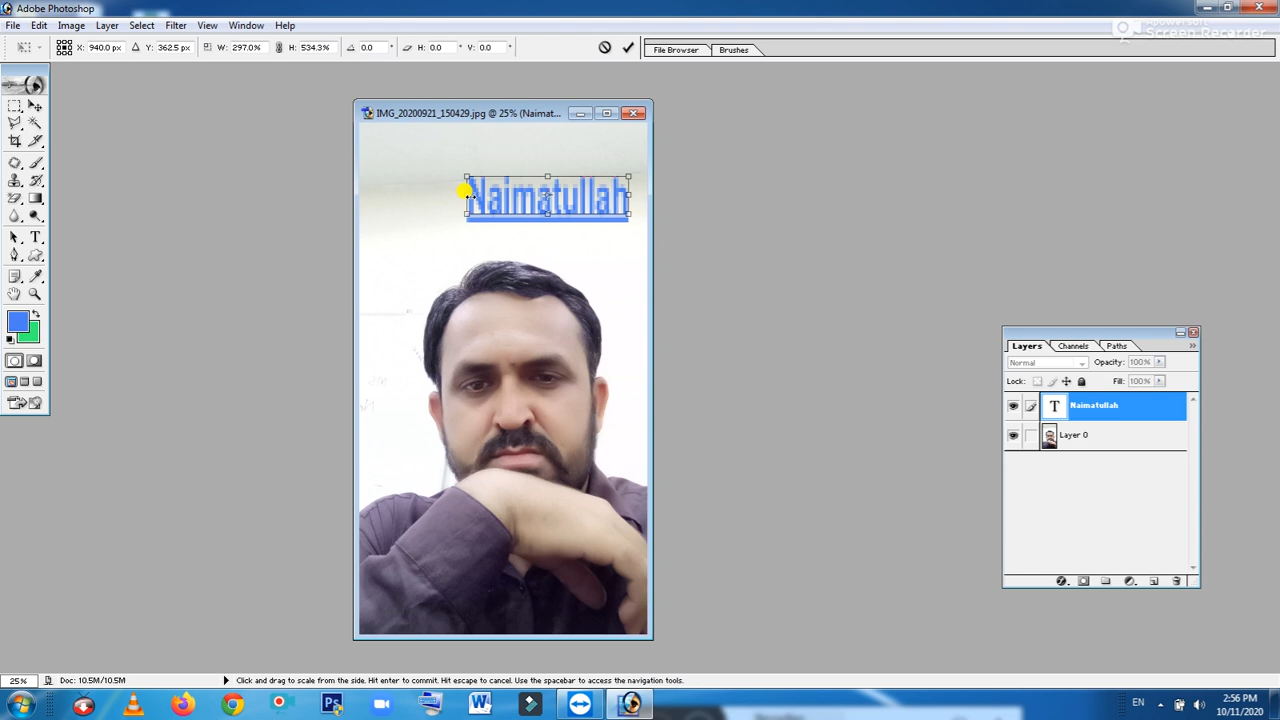 Adobe Photoshop
File Edit Image Layer Select Filter View Window Help
Apowersoft
Screen Recorder
X: 940.0 px Y: 362.5 px W: 297.0% H: 534.3% 0.0 ° H: 0.0 ° V: 0.0 °
File Browser Brushes
IMG_20200921_150429.jpg @ 25% (Naimat...
Naimatullah
Layers Channels Paths
Normal Opacity: 100%
Lock: Fill: 100%
T Naimatullah
Layer 0
25% Doc: 10.5M/10.5M Click and drag to scale from the side. Hit enter to commit. Hit escape to cancel. Use the spacebar to access the navigation tools.
EN 2:56 PM
10/11/2020